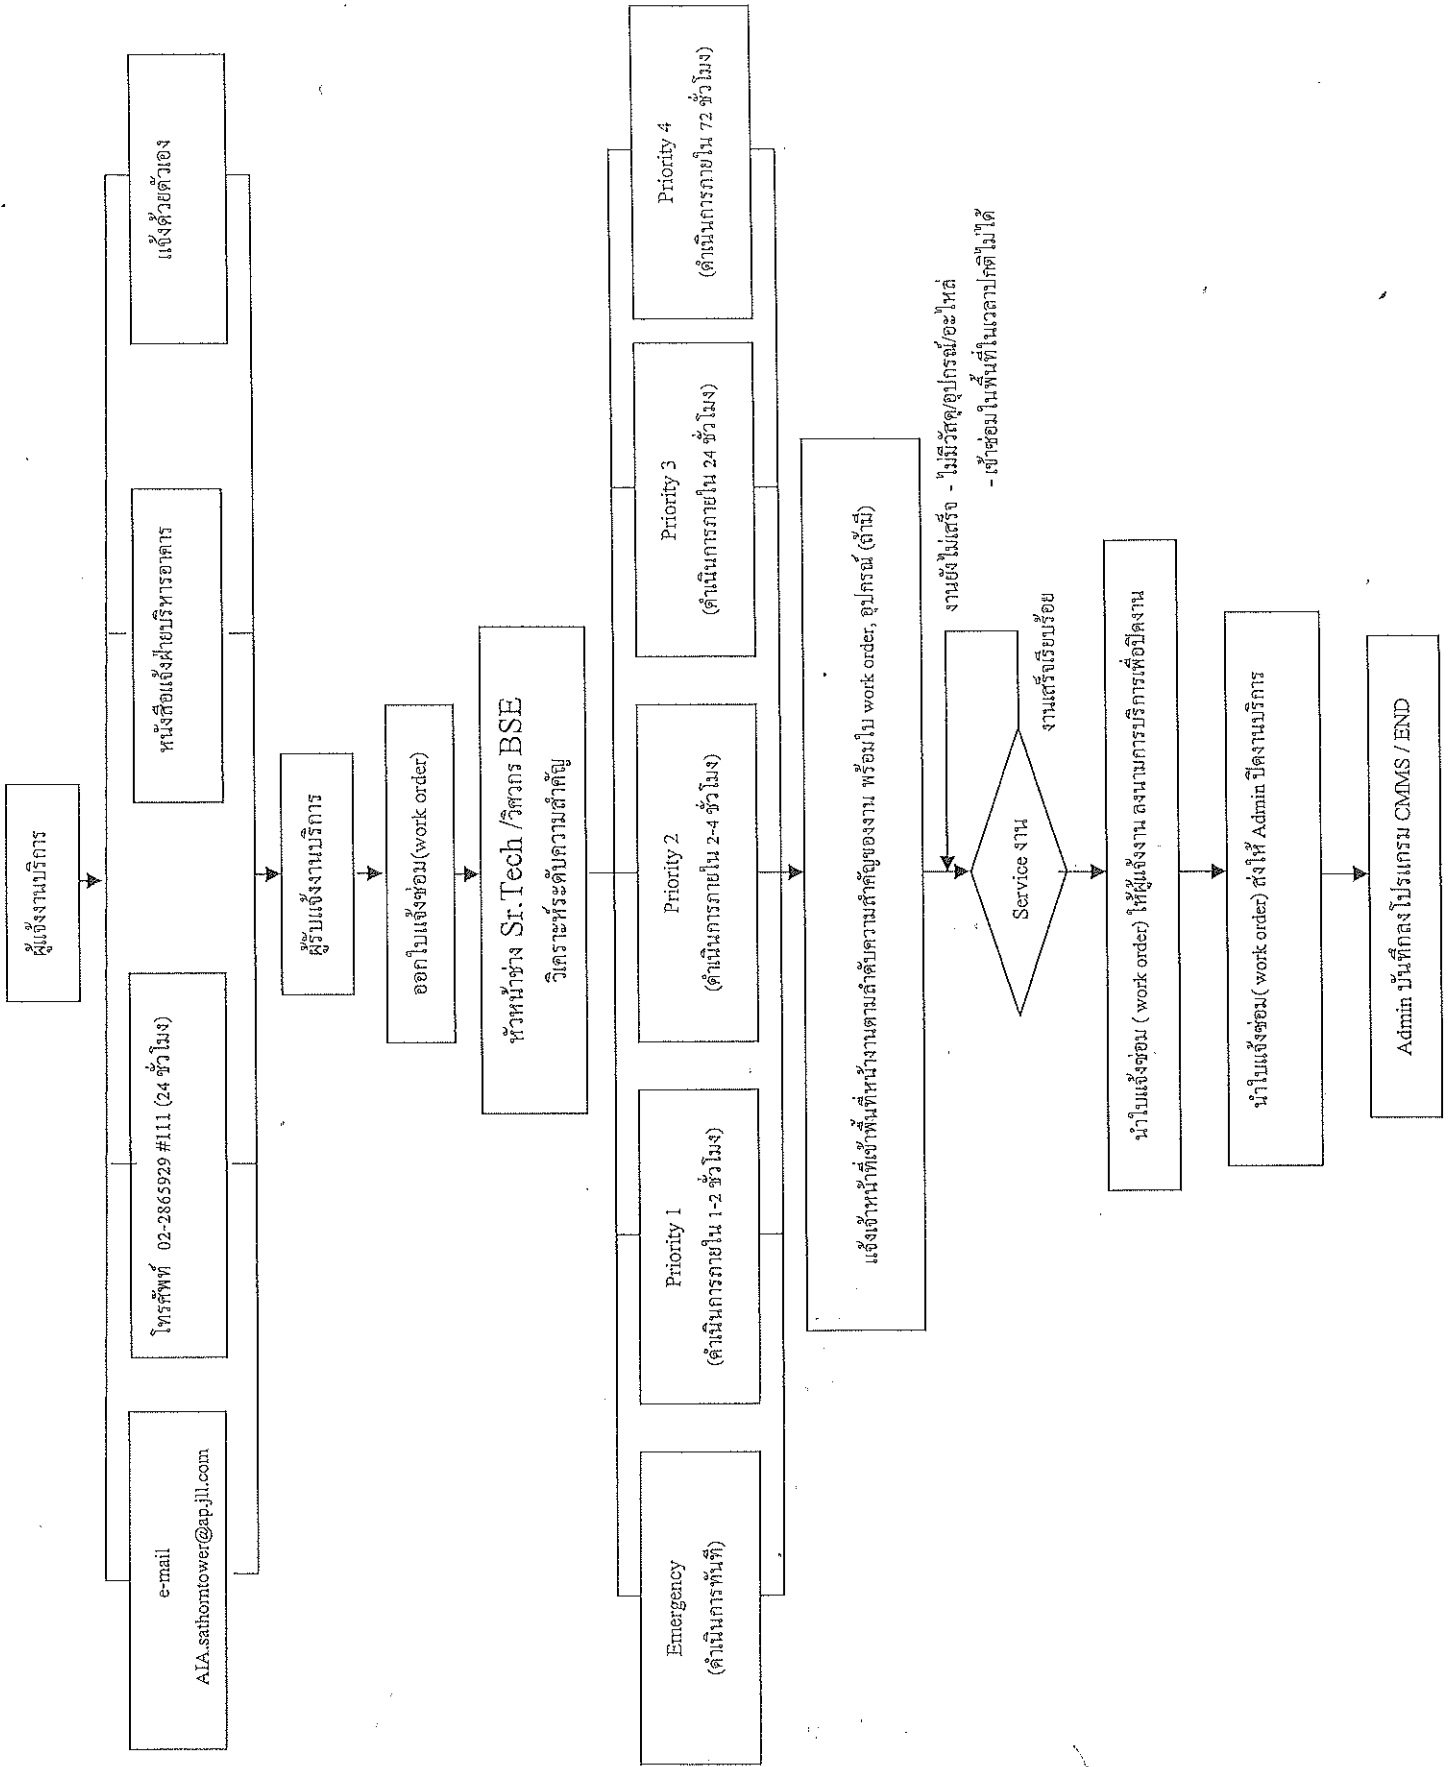 ผู้แจ้งงานบริการ
e-mail
AIA.sathorntower@ap.jll.com
โทรศัพท์ 02-2865929 #111 (24 ชั่วโมง)
หนังสือแจ้งฝ่ายบริหารอาคาร
แจ้งด้วยตัวเอง
ผู้รับแจ้งงานบริการ
ออกใบแจ้งซ่อม(work order)
หัวหน้าช่าง Sr.Tech /วิศวกร BSE
วิเคราะห์ระดับความสำคัญ
Emergency
(ดำเนินการทันที)
Priority 1
(ดำเนินการภายใน 1-2 ชั่วโมง)
Priority 2
(ดำเนินการภายใน 2-4 ชั่วโมง)
Priority 3
(ดำเนินการภายใน 24 ชั่วโมง)
Priority 4
(ดำเนินการภายใน 72 ชั่วโมง)
แจ้งเจ้าหน้าที่เข้าพื้นที่หน้างานตามลำดับความสำคัญของงาน พร้อมใบ work order, อุปกรณ์ (ถ้ามี)
งานยังไม่เสร็จ - ไม่มีวัสดุ/อุปกรณ์/อะไหล่
- เข้าซ่อมในพื้นที่ในเวลาปกติไม่ได้
Service งาน
งานเสร็จเรียบร้อย
นำใบแจ้งซ่อม ( work order) ให้ผู้แจ้งงาน ลงนามการบริการเพื่อปิดงาน
นำใบแจ้งซ่อม( work order) ส่งให้ Admin ปิดงานบริการ
Admin บันทึกลงโปรแกรม CMMS / END